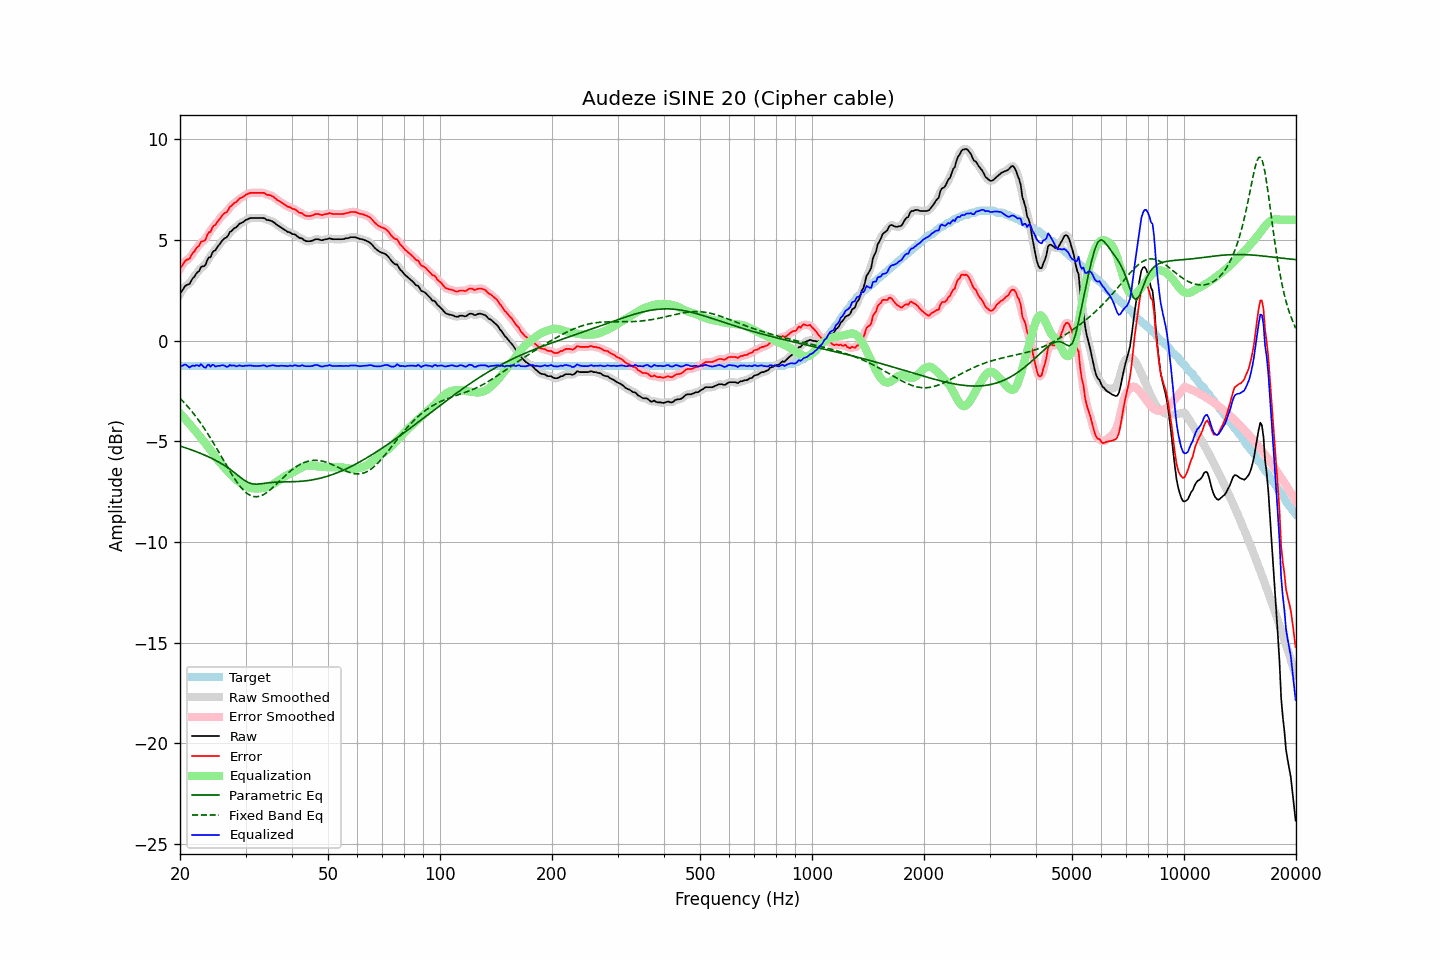 Audeze iSINE 20 (Cipher cable)
10
5
0
−5
−10
−15
−20
−25
Amplitude (dBr)
Target
Raw Smoothed
Error Smoothed
Raw
Error
Equalization
Parametric Eq
Fixed Band Eq
Equalized
20 50 100 200 500 1000 2000 5000 10000 20000
Frequency (Hz)